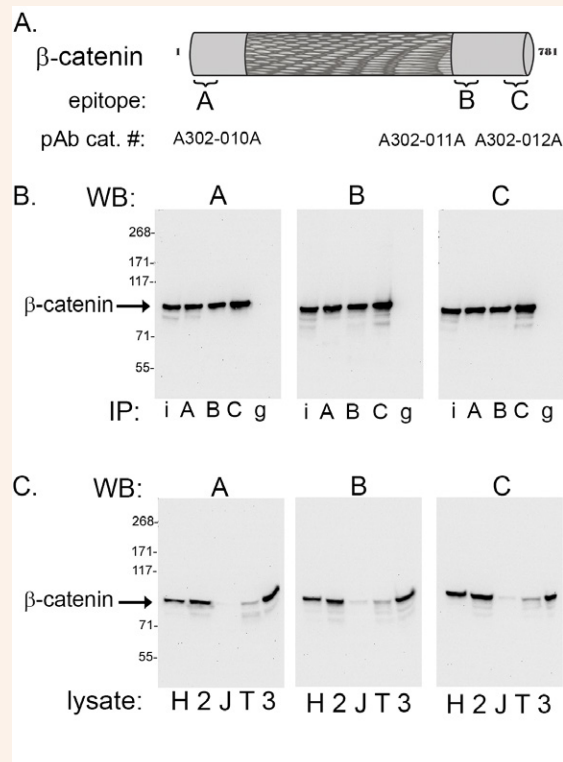 A.
β-catenin 1 781
epitope: A B C
pAb cat. #: A302-010A A302-011A A302-012A
B. WB: A B C
268-
171-
117-
β-catenin
71-
55-
IP: i A B C g i A B C g i A B C g
C. WB: A B C
268-
171-
117-
β-catenin
71-
55-
lysate: H 2 J T 3 H 2 J T 3 H 2 J T 3